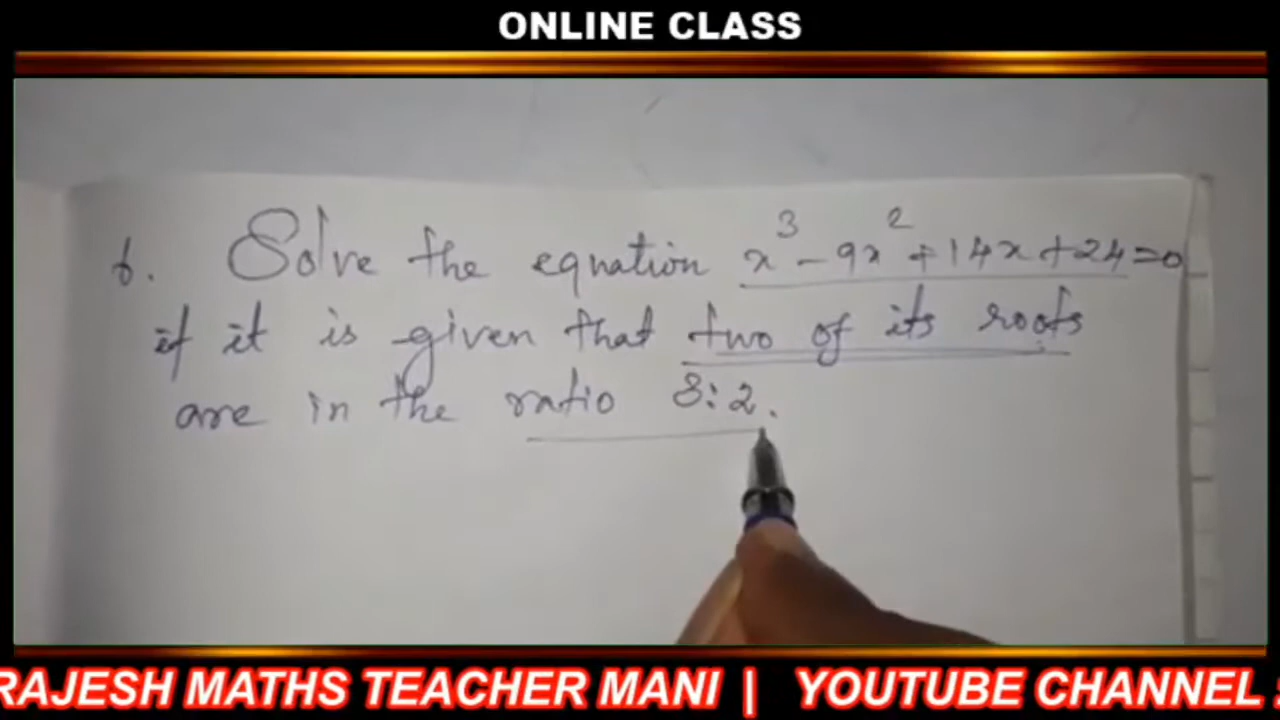 ONLINE CLASS
6. Solve the equation x³ - 9x² + 14x + 24 = 0
if it is given that two of its roots
are in the ratio 3:2.
RAJESH MATHS TEACHER MANI | YOUTUBE CHANNEL :